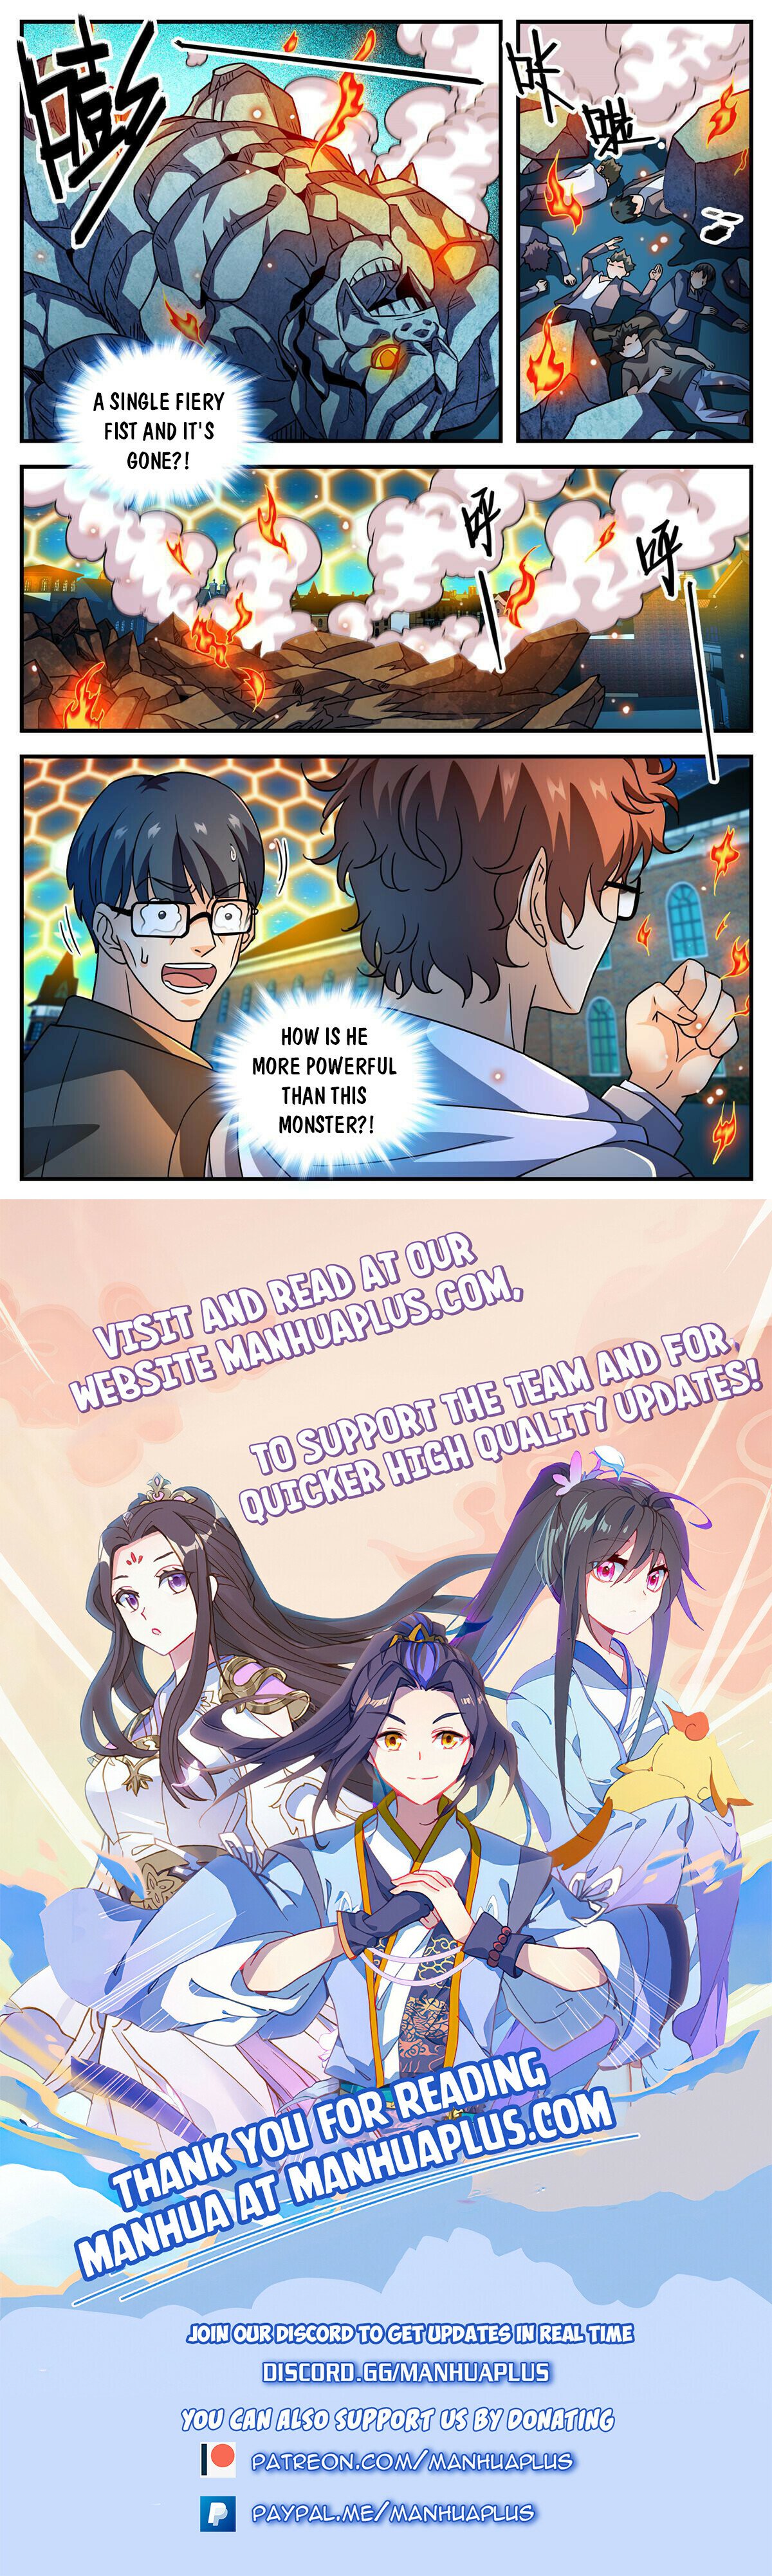 嘭
咔
啦
A SINGLE FIERY
FIST AND IT'S
GONE?!
呼
呼
HOW IS HE
MORE POWERFUL
THAN THIS
MONSTER?!
VISIT AND READ AT OUR
WEBSITE MANHUAPLUS.COM,
TO SUPPORT THE TEAM AND FOR
QUICKER HIGH QUALITY UPDATES!
THANK YOU FOR READING
MANHUA AT MANHUAPLUS.COM
JOIN OUR DISCORD TO GET UPDATES IN REAL TIME
DISCORD.GG/MANHUAPLUS
YOU CAN ALSO SUPPORT US BY DONATING
PATREON.COM/MANHUAPLUS
PAYPAL.ME/MANHUAPLUS